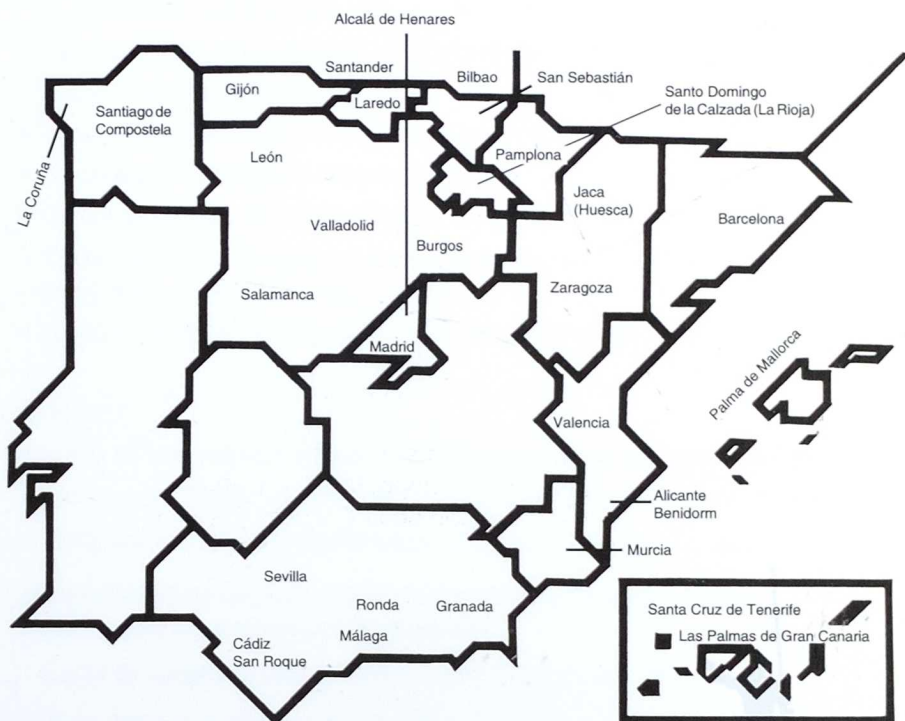 Alcalá de Henares
Santander
Bilbao
San Sebastián
Gijón
Laredo
Santo Domingo
de la Calzada (La Rioja)
Santiago de
Compostela
La Coruña
León
Pamplona
Jaca
(Huesca)
Barcelona
Valladolid
Burgos
Salamanca
Zaragoza
Madrid
Palma de Mallorca
Valencia
Alicante
Benidorm
Murcia
Sevilla
Ronda
Granada
Cádiz
Málaga
San Roque
Santa Cruz de Tenerife
Las Palmas de Gran Canaria